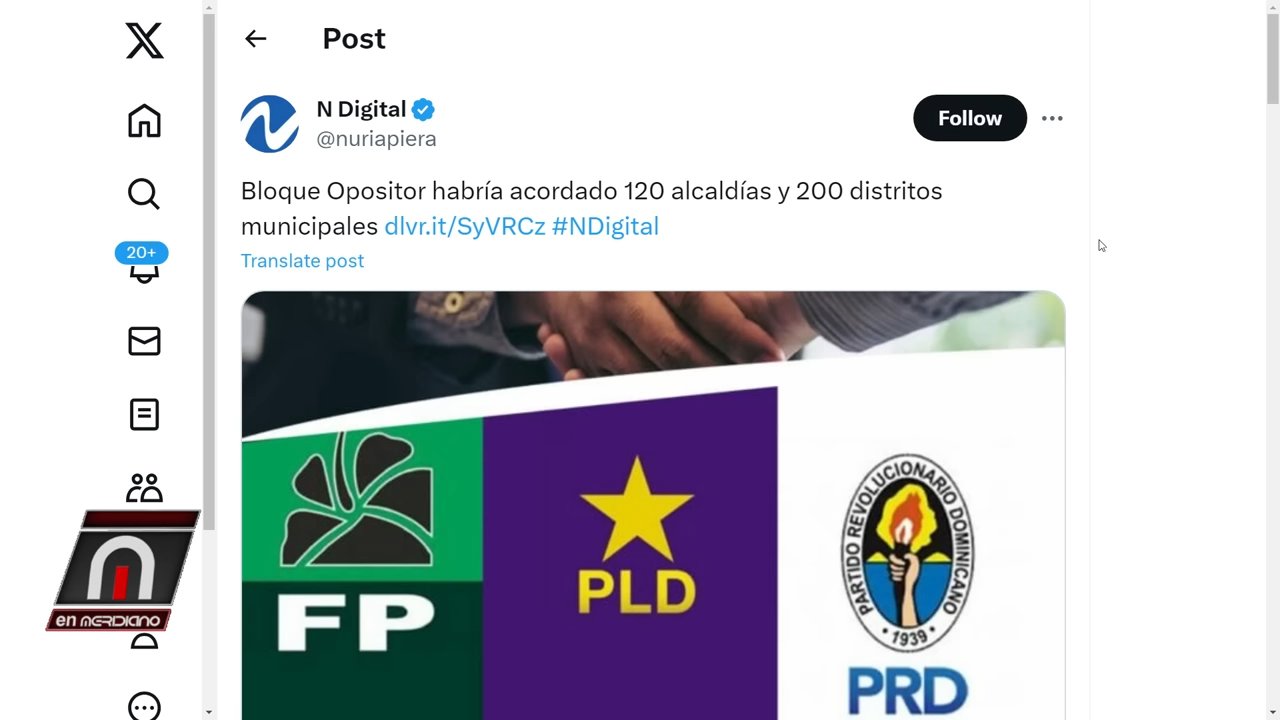 Post
N Digital
@nuriapiera
Follow
Bloque Opositor habría acordado 120 alcaldías y 200 distritos
municipales dlvr.it/SyVRCz #NDigital
Translate post
20+
FP
PLD
PARTIDO REVOLUCIONARIO DOMINICANO
• 1939 •
PRD
en MERIDIANO